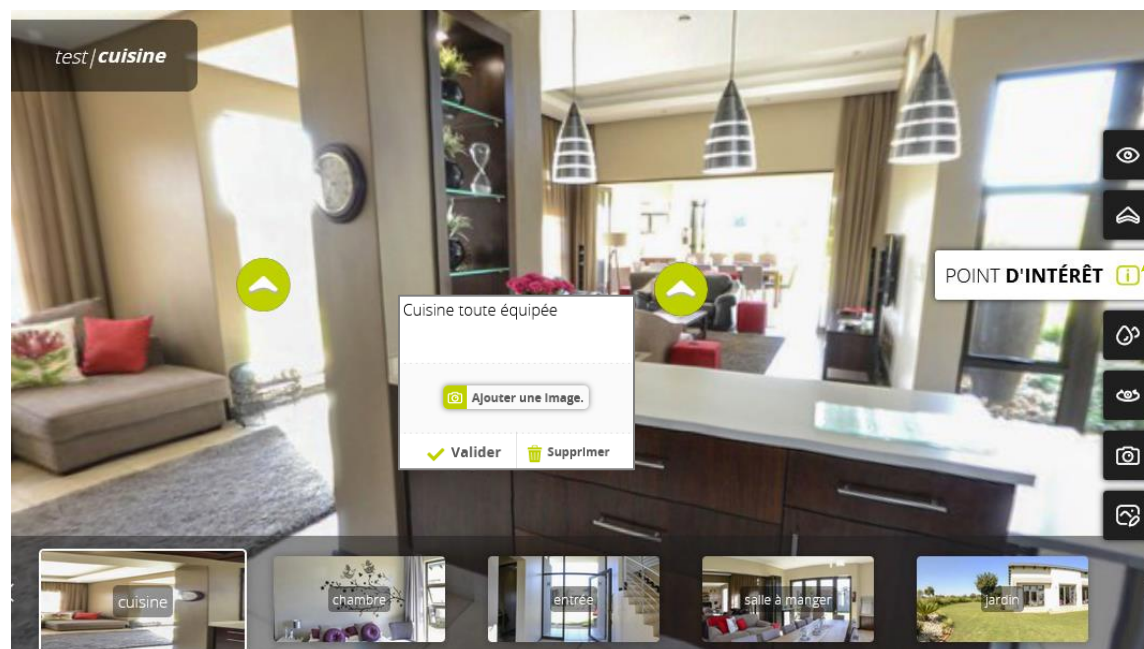 test/cuisine
POINT D'INTÉRÊT
Cuisine toute équipée
Ajouter une Image.
Valider
Supprimer
cuisine
chambre
entrée
salle à manger
jardin